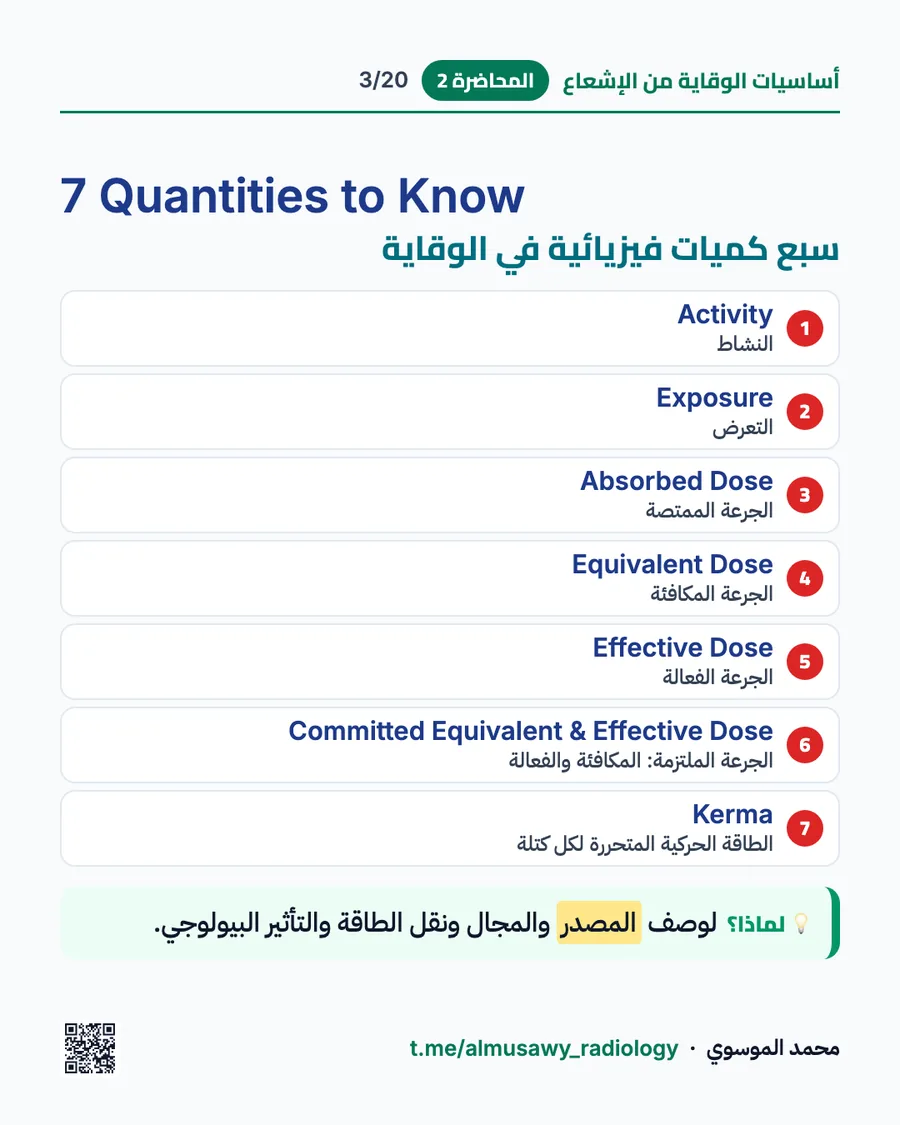 أساسيات الوقاية من الإشعاع المحاضرة 2 3/20
7 Quantities to Know
سبع كميات فيزيائية في الوقاية
1 Activity
النشاط
2 Exposure
التعرض
3 Absorbed Dose
الجرعة الممتصة
4 Equivalent Dose
الجرعة المكافئة
5 Effective Dose
الجرعة الفعالة
6 Committed Equivalent & Effective Dose
الجرعة الملتزمة: المكافئة والفعالة
7 Kerma
الطاقة الحركية المتحررة لكل كتلة
💡 لماذا؟ لوصف المصدر والمجال ونقل الطاقة والتأثير البيولوجي.
محمد الموسوي · t.me/almusawy_radiology